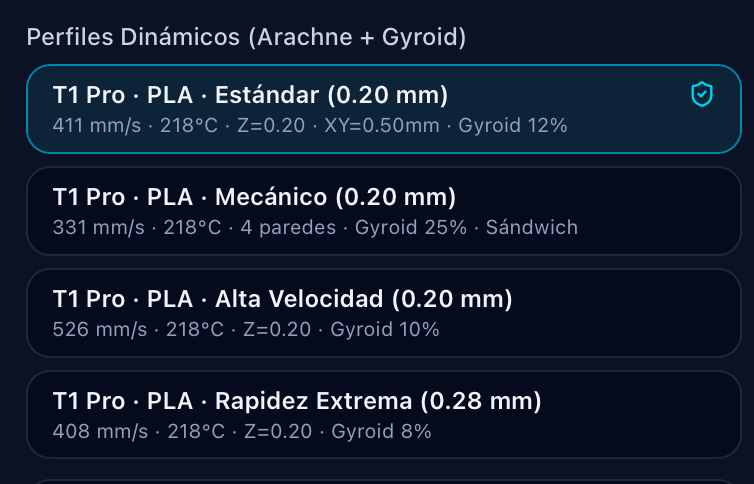 Perfiles Dinámicos (Arachne + Gyroid)
T1 Pro · PLA · Estándar (0.20 mm)
411 mm/s · 218°C · Z=0.20 · XY=0.50mm · Gyroid 12%
T1 Pro · PLA · Mecánico (0.20 mm)
331 mm/s · 218°C · 4 paredes · Gyroid 25% · Sándwich
T1 Pro · PLA · Alta Velocidad (0.20 mm)
526 mm/s · 218°C · Z=0.20 · Gyroid 10%
T1 Pro · PLA · Rapidez Extrema (0.28 mm)
408 mm/s · 218°C · Z=0.20 · Gyroid 8%